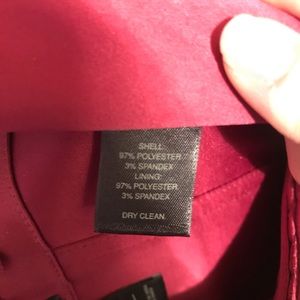 SHELL:
97% POLYESTER
3% SPANDEX
LINING:
97% POLYESTER
3% SPANDEX
DRY CLEAN